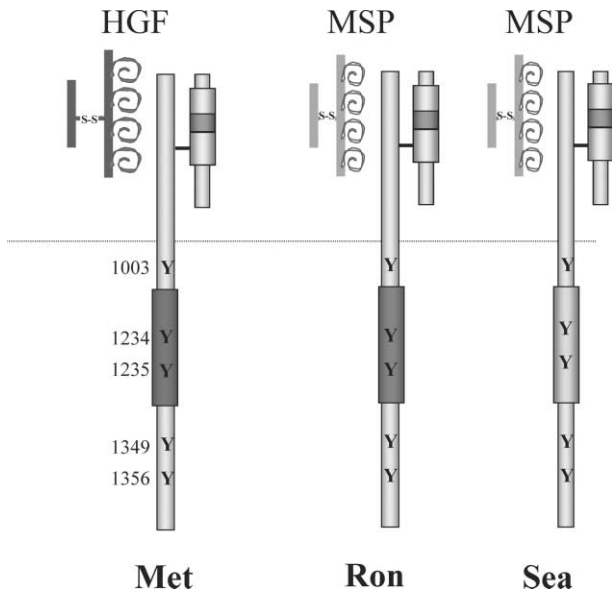 HGF MSP MSP
S-S S-S S-S
1003 Y Y Y
1234 Y Y Y
1235 Y Y Y
1349 Y Y Y
1356 Y Y Y
Met Ron Sea